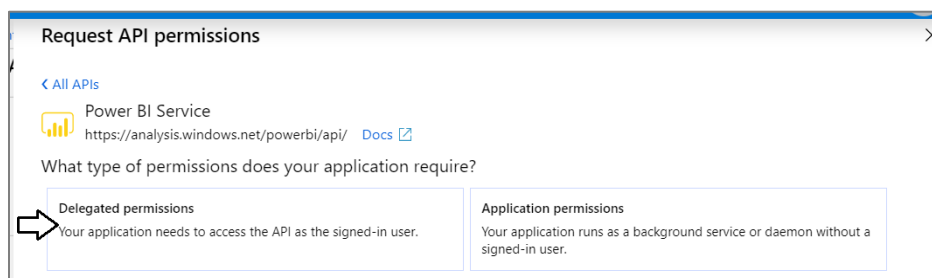 Request API permissions
All APIs
Power BI Service
https://analysis.windows.net/powerbi/api/ Docs
What type of permissions does your application require?
Delegated permissions
Your application needs to access the API as the signed-in user.
Application permissions
Your application runs as a background service or daemon without a
signed-in user.